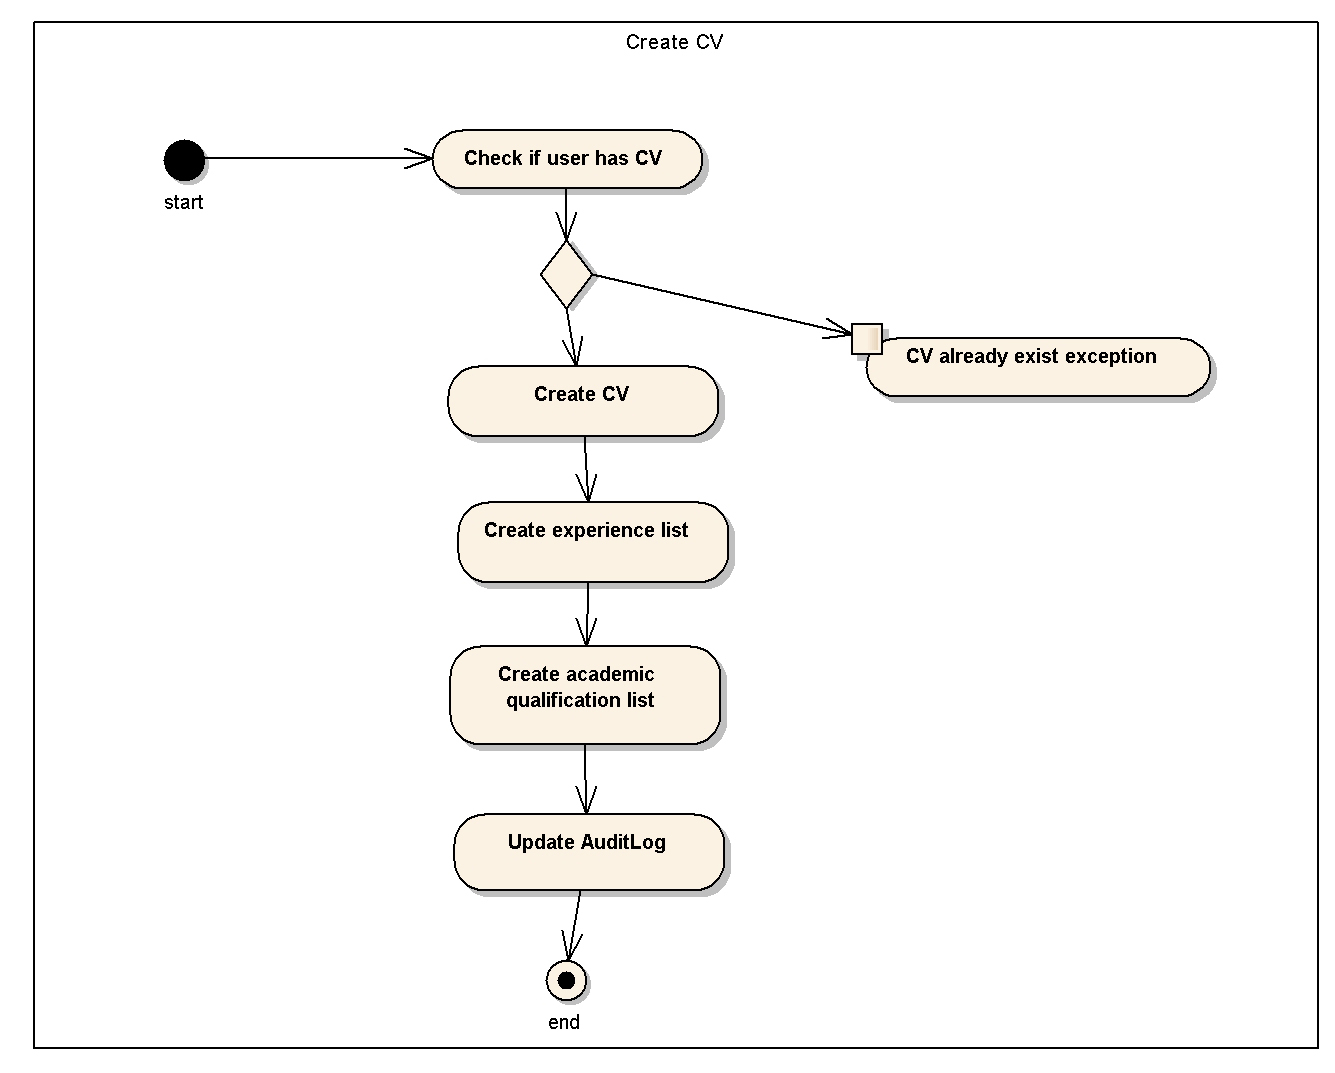 Create CV
start
Check if user has CV
CV already exist exception
Create CV
Create experience list
Create academic
qualification list
Update AuditLog
end